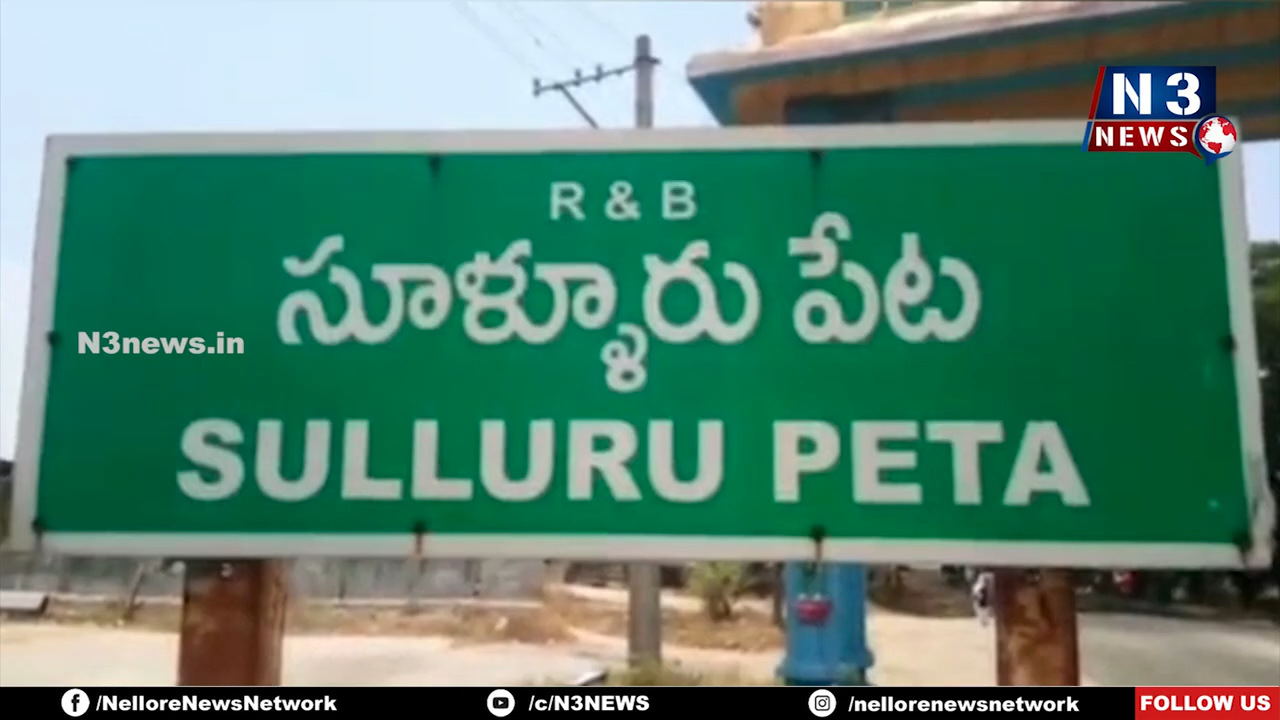 N3
NEWS
R & B
సూళ్ళూరు పేట
N3news.in
SULLURU PETA
/NelloreNewsNetwork
/c/N3NEWS
/nellorenewsnetwork
FOLLOW US